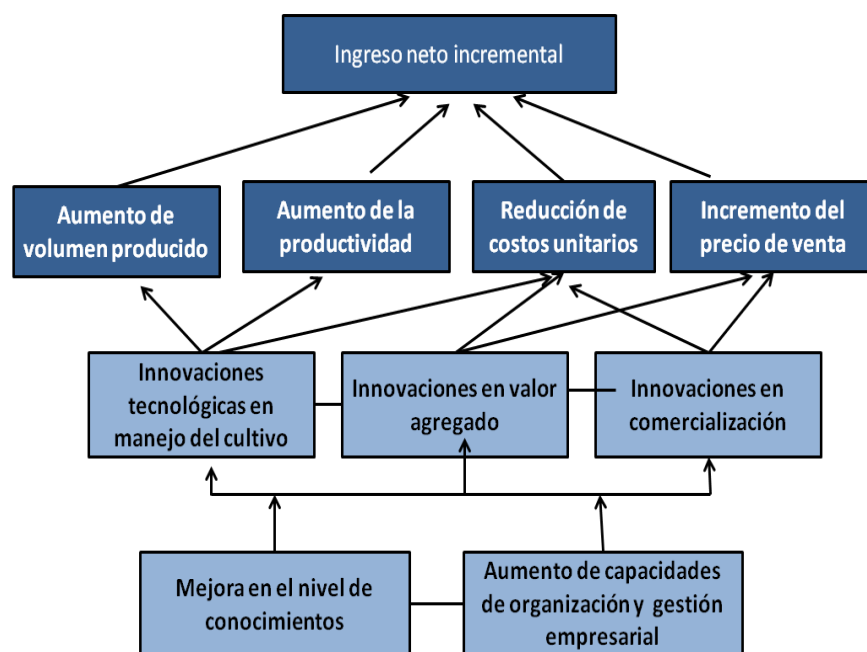 Ingreso neto incremental
Aumento de
volumen producido
Aumento de la
productividad
Reducción de
costos unitarios
Incremento del
precio de venta
Innovaciones
tecnológicas en
manejo del cultivo
Innovaciones en valor
agregado
Innovaciones en
comercialización
Mejora en el nivel de
conocimientos
Aumento de capacidades
de organización y gestión
empresarial